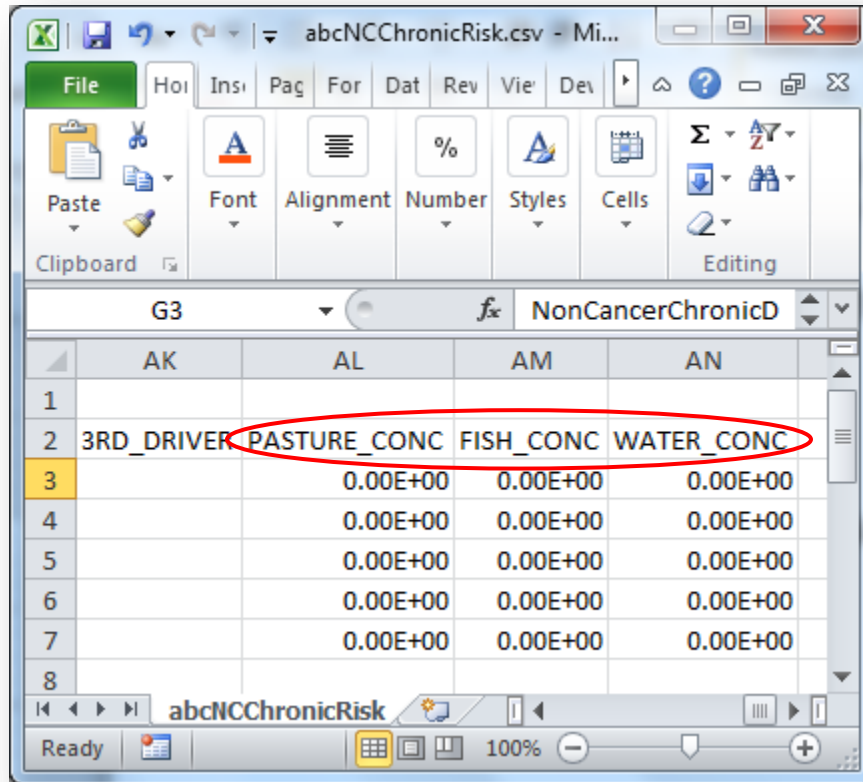 abcNCChronicRisk.csv - Mi...
File Hoı Insı Pag For Dat Rev Vie Deı
Paste Font Alignment % Number Styles Cells Σ
Clipboard Editing
G3 fx NonCancerChronicD
AK AL AM AN
1
2 3RD_DRIVER PASTURE_CONC FISH_CONC WATER_CONC
3 0.00E+00 0.00E+00 0.00E+00
4 0.00E+00 0.00E+00 0.00E+00
5 0.00E+00 0.00E+00 0.00E+00
6 0.00E+00 0.00E+00 0.00E+00
7 0.00E+00 0.00E+00 0.00E+00
8
abcNCChronicRisk
Ready 100%